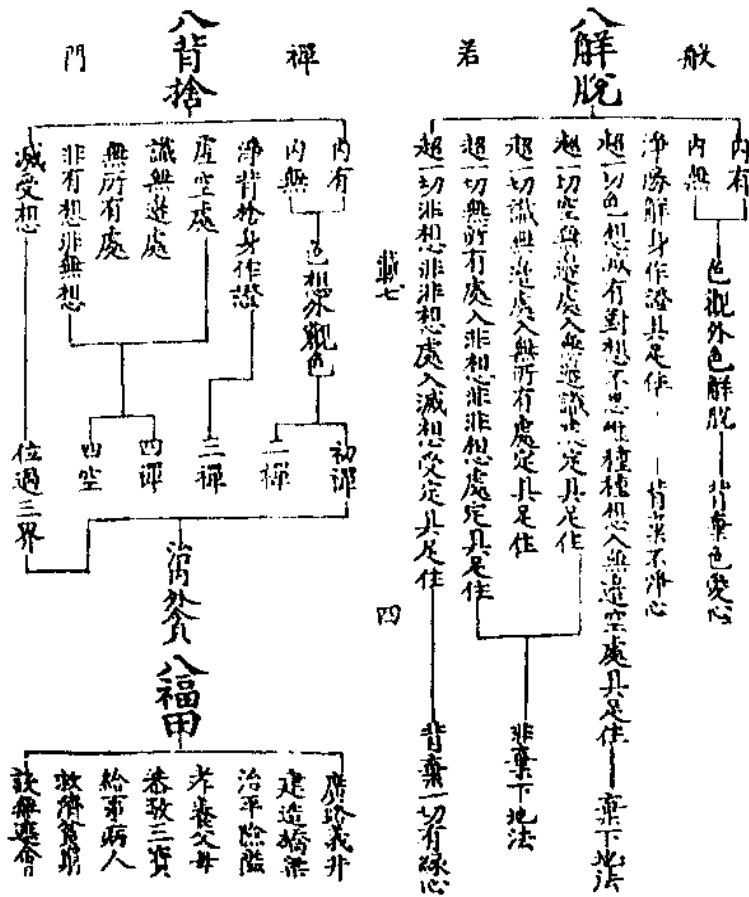 般 若
八解脫
內有
內無
色觀外色解脫
背棄色愛心
淨勝解身作證具足住
背棄不淨心
超一切色想滅有對想不思惟種種想入無邊空處具足住
棄下地法
超一切空無邊處入無邊識處定具足住
超一切識無邊處入無所有處定具足住
超一切無所有處入非想非非想處定具足住
非棄下地法
超一切非想非非想處入滅想受定具足住
背棄一切有緣心
四
禪 門
八背捨
內有
內無
色想外觀色
淨背捨身作證
虛空處
識無邊處
無所有處
非有想非無想
滅受想
初禪
二禪
三禪
四禪
四空
位過三界
治內外貪
八福田
廣路義井
建造橋梁
治平險隘
孝養父母
恭敬三寶
給事病人
救濟貧窮
設無遮會